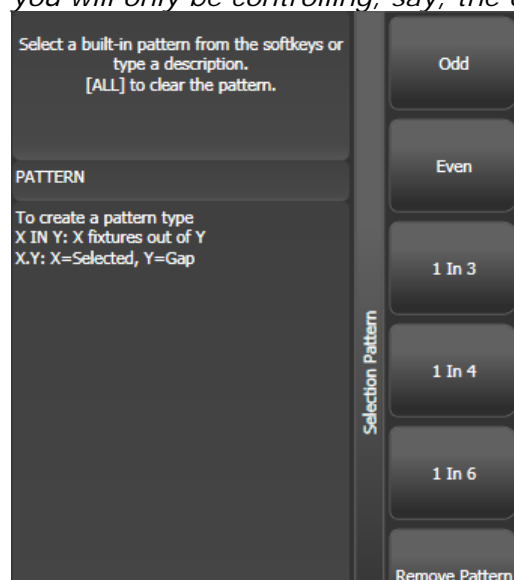 you will only be controlling, say, the
Select a built-in pattern from the softkeys or
type a description.
[ALL] to clear the pattern.
PATTERN
To create a pattern type
X IN Y: X fixtures out of Y
X.Y: X=Selected, Y=Gap
Selection Pattern
Odd
Even
1 In 3
1 In 4
1 In 6
Remove Pattern